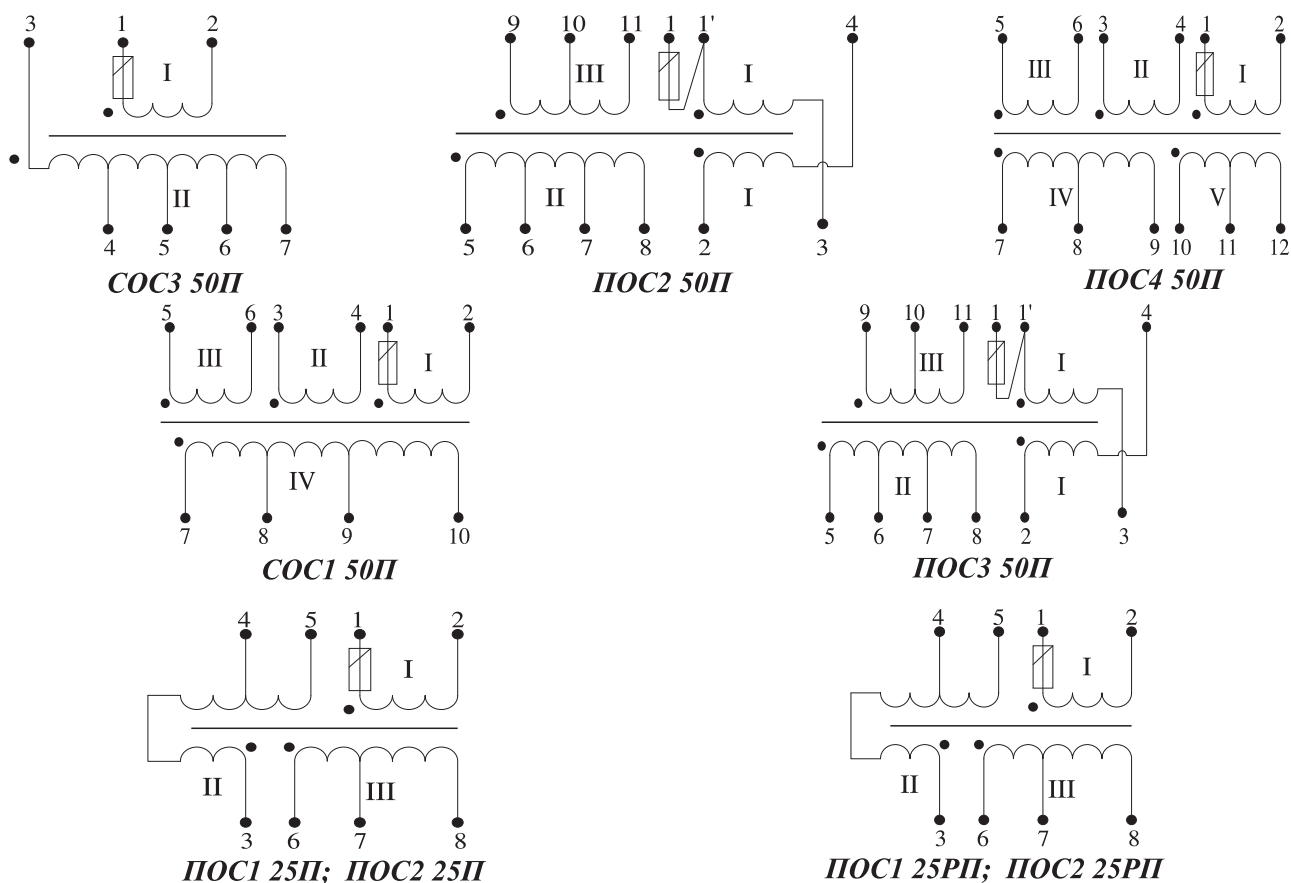 3 1 2
I
II
4 5 6 7
СОС3 50П
9 10 11 1 1' 4
III I
II I
5 6 7 8 2 3
ПОС2 50П
5 6 3 4 1 2
III II I
IV V
7 8 9 10 11 12
ПОС4 50П
5 6 3 4 1 2
III II I
IV
7 8 9 10
СОС1 50П
9 10 11 1 1' 4
III I
II I
5 6 7 8 2 3
ПОС3 50П
4 5 1 2
I
II III
3 6 7 8
ПОС1 25П; ПОС2 25П
4 5 1 2
I
II III
3 6 7 8
ПОС1 25РП; ПОС2 25РП